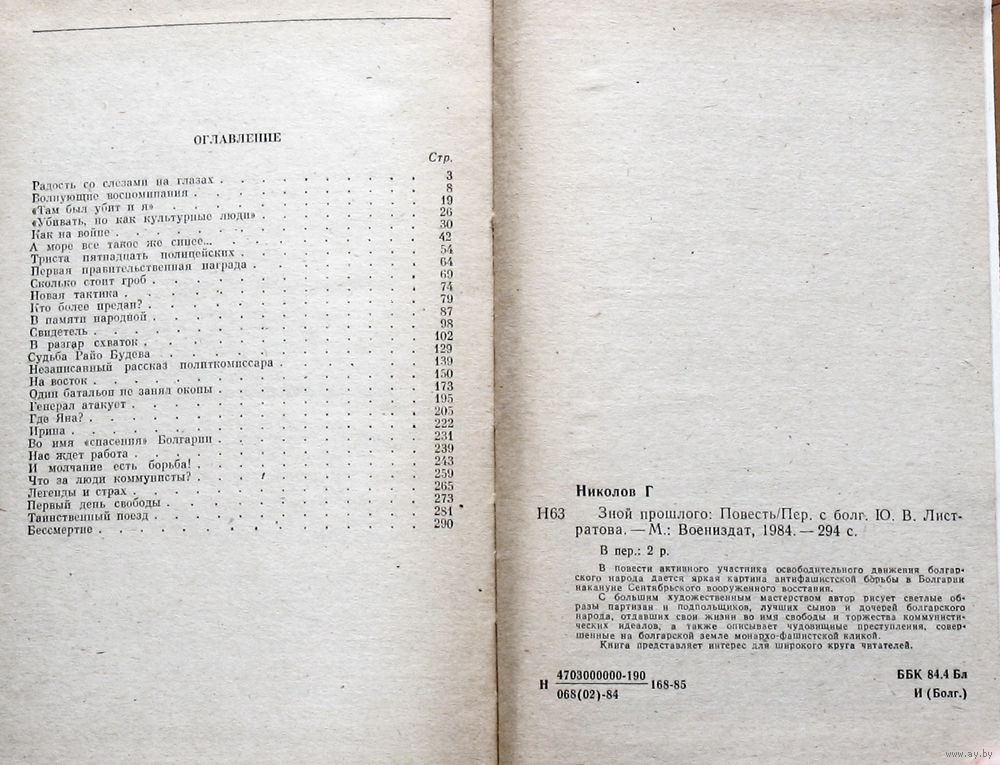 ОГЛАВЛЕНИЕ
Стр.
Радость со слезами на глазах . . . . . . . . . 3
Волнующие воспоминания . . . . . . . . . 8
«Там был убит и я» . . . . . . . . . 19
«Убивать, но как культурные люди» . . . . . . . . . 26
Как на войне . . . . . . . . . 30
А море все такое же синее... . . . . . . . . . 42
Триста пятнадцать полицейских . . . . . . . . . 54
Первая правительственная награда . . . . . . . . . 64
Сколько стоит гроб . . . . . . . . . 69
Новая тактика . . . . . . . . . 74
Кто более предан? . . . . . . . . . 79
В памяти народной . . . . . . . . . 87
Свидетель . . . . . . . . . 98
В разгар схваток . . . . . . . . . 102
Судьба Райо Будева . . . . . . . . . 129
Незаписанный рассказ политкомиссара . . . . . . . . . 139
На восток . . . . . . . . . 150
Один батальон не занял окопы . . . . . . . . . 173
Генерал атакует . . . . . . . . . 195
Где Яна? . . . . . . . . . 205
Ирина . . . . . . . . . 222
Во имя «спасения» Болгарии . . . . . . . . . 231
Нас ждет работа . . . . . . . . . 239
И молчание есть борьба! . . . . . . . . . 243
Что за люди коммунисты? . . . . . . . . . 259
Легенды и страх . . . . . . . . . 265
Первый день свободы . . . . . . . . . 273
Таинственный поезд . . . . . . . . . 281
Бессмертие . . . . . . . . . 290
Николов Г
Н63 Зной прошлого: Повесть/Пер. с болг. Ю. В. Лист-
ратова. — М.: Воениздат, 1984. — 294 с.
В пер.: 2 р.
В повести активного участника освободительного движения болгар-
ского народа дается яркая картина антифашистской борьбы в Болгарии
накануне Сентябрьского вооруженного восстания.
С большим художественным мастерством автор рисует светлые об-
разы партизан и подпольщиков, лучших сынов и дочерей болгарского
народа, отдавших свои жизни во имя свободы и торжества коммунисти-
ческих идеалов, а также описывает чудовищные преступления, совер-
шенные на болгарской земле монархо-фашистской кликой.
Книга представляет интерес для широкого круга читателей.
Н 4703000000-190 168-85
068(02)-84
ББК 84.4 Бл
И (Болг.)
www.ay.by